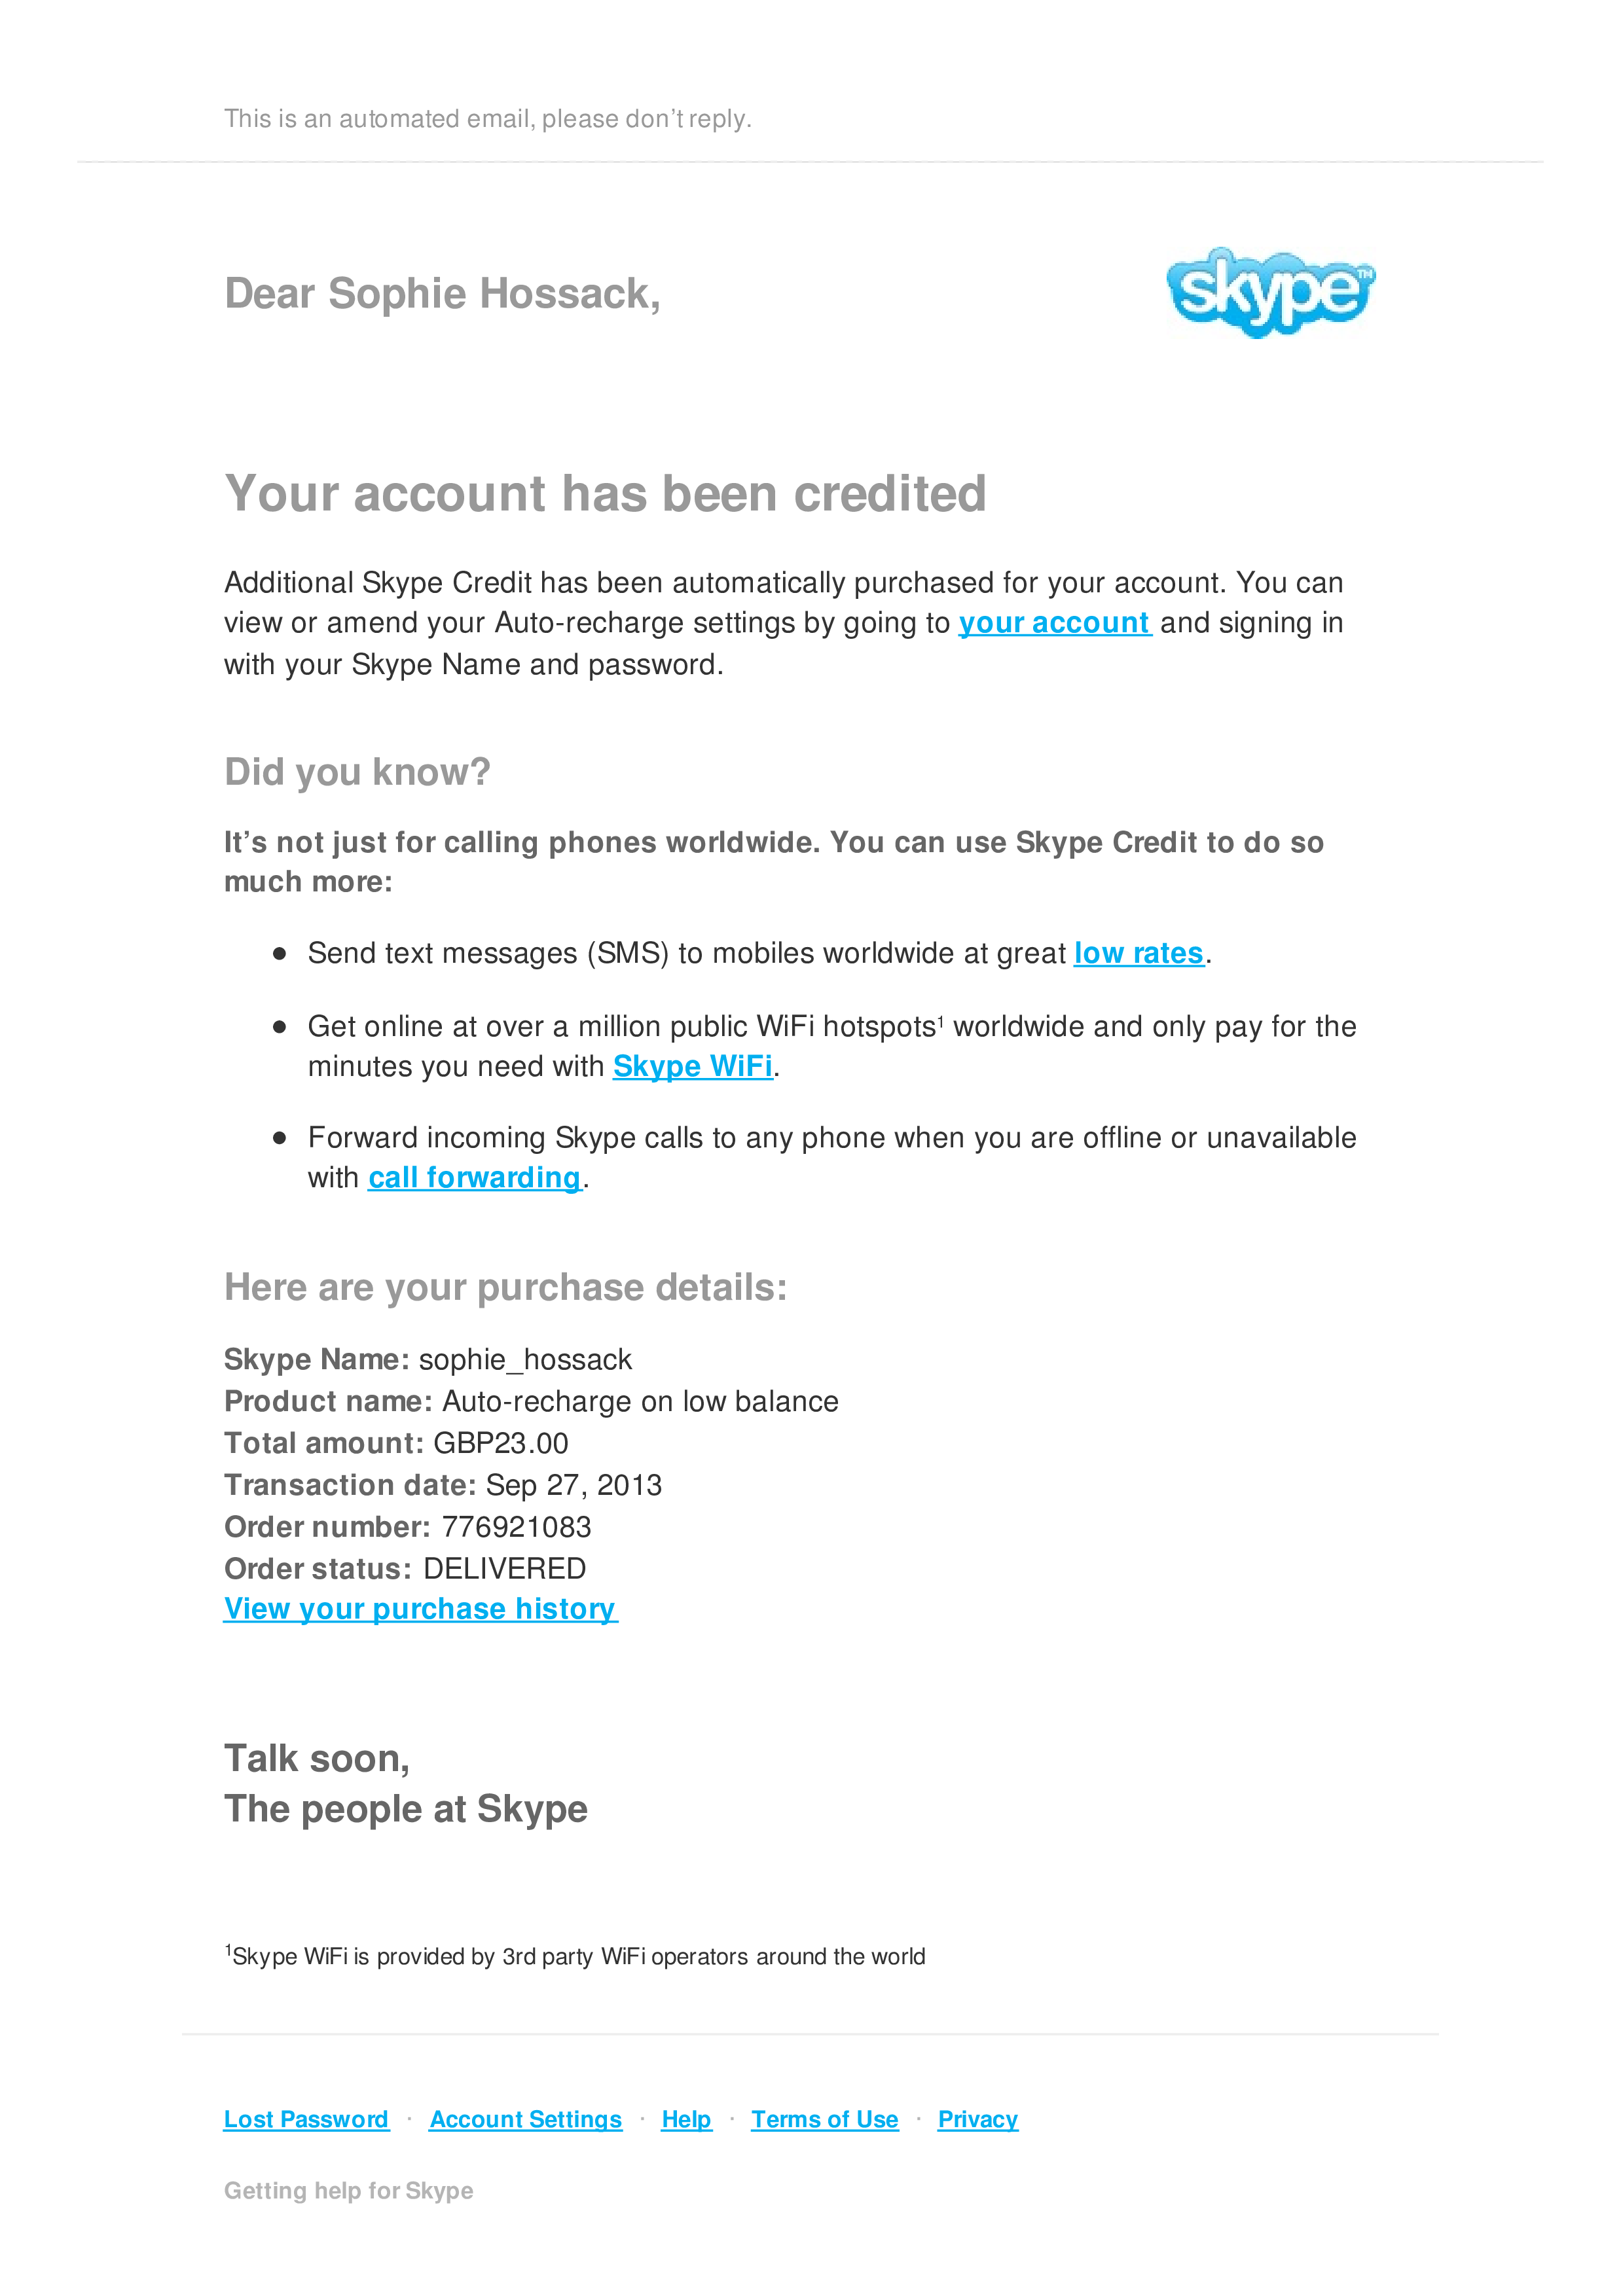 This is an automated email, please don’t reply.
Dear Sophie Hossack,
skype™
Your account has been credited
Additional Skype Credit has been automatically purchased for your account. You can
view or amend your Auto-recharge settings by going to your account and signing in
with your Skype Name and password.
Did you know?
It’s not just for calling phones worldwide. You can use Skype Credit to do so
much more:
• Send text messages (SMS) to mobiles worldwide at great low rates.
• Get online at over a million public WiFi hotspots¹ worldwide and only pay for the
minutes you need with Skype WiFi.
• Forward incoming Skype calls to any phone when you are offline or unavailable
with call forwarding.
Here are your purchase details:
Skype Name: sophie_hossack
Product name: Auto-recharge on low balance
Total amount: GBP23.00
Transaction date: Sep 27, 2013
Order number: 776921083
Order status: DELIVERED
View your purchase history
Talk soon,
The people at Skype
¹Skype WiFi is provided by 3rd party WiFi operators around the world
Lost Password · Account Settings · Help · Terms of Use · Privacy
Getting help for Skype